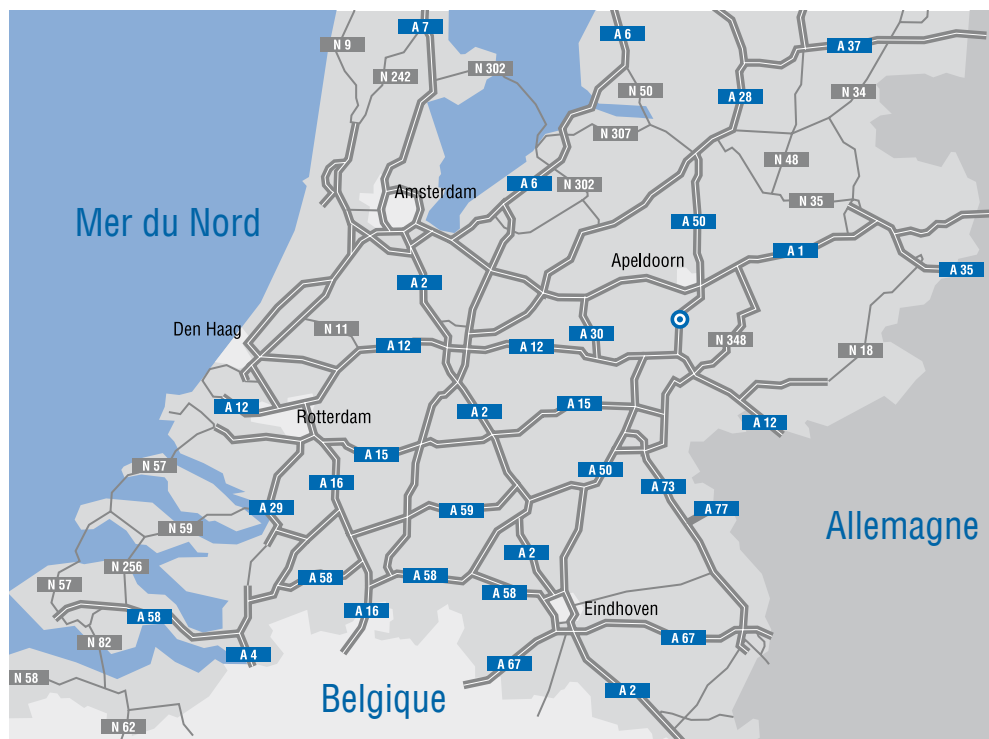 A 7
A 6
N 9
A 37
N 302
N 242
N 50
N 34
A 28
N 307
N 48
A 6
N 302
Amsterdam
N 35
Mer du Nord
A 50
A 1
Apeldoorn
A 35
A 2
Den Haag
N 11
A 30
N 348
A 12
A 12
N 18
A 12
A 15
A 2
Rotterdam
A 12
A 15
N 57
A 50
A 16
A 73
A 29
A 59
A 77
N 59
Allemagne
A 2
N 256
A 58
A 58
N 57
A 58
Eindhoven
A 16
A 58
A 67
N 82
A 4
A 67
N 58
A 2
Belgique
N 62